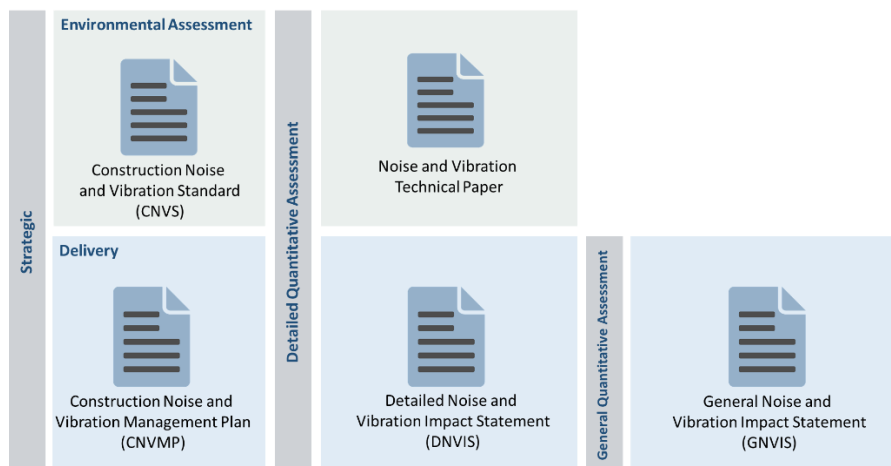 Strategic
Environmental Assessment
Construction Noise
and Vibration Standard
(CNVS)
Detailed Quantitative Assessment
Noise and Vibration
Technical Paper
Delivery
Construction Noise and
Vibration Management Plan
(CNVMP)
Detailed Noise and
Vibration Impact Statement
(DNVIS)
General Quantitative Assessment
General Noise and
Vibration Impact Statement
(GNVIS)